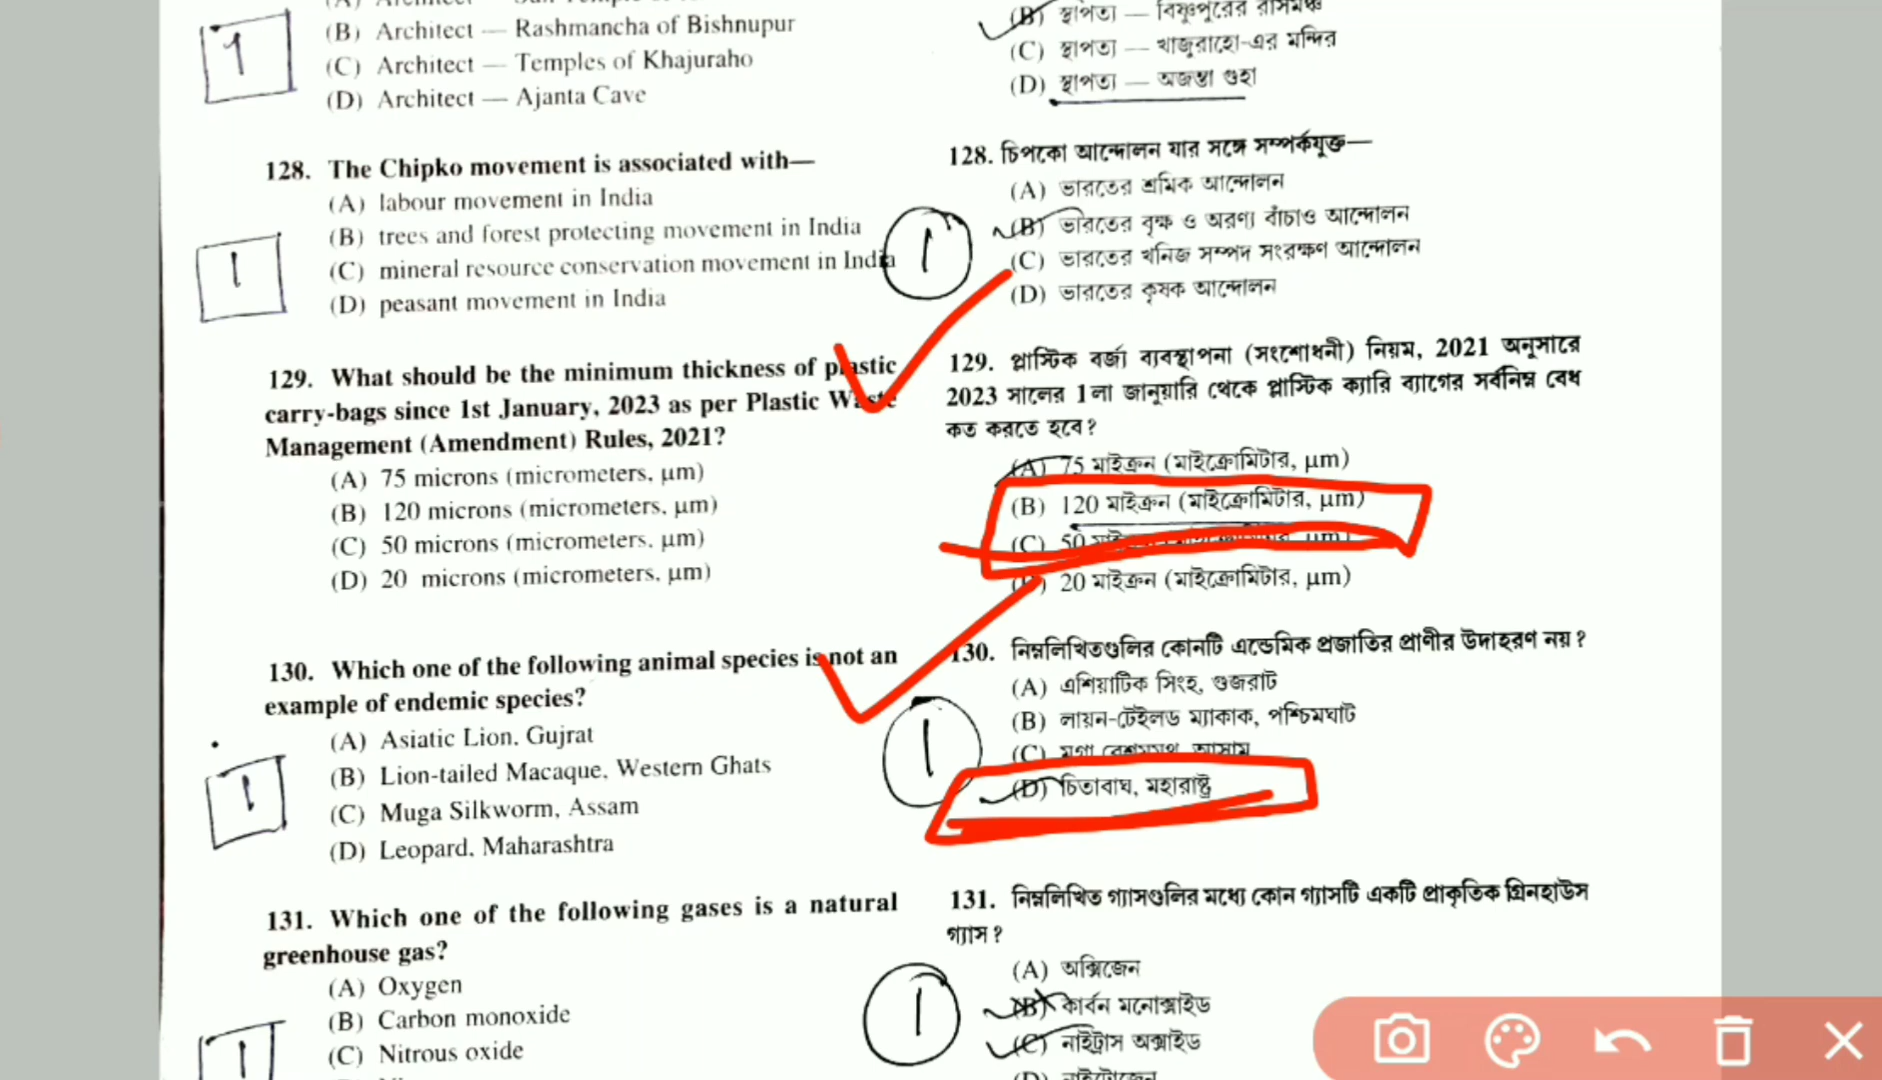 (B) Architect — Rashmancha of Bishnupur
(C) Architect — Temples of Khajuraho
(D) Architect — Ajanta Cave
1
128. The Chipko movement is associated with—
(A) labour movement in India
(B) trees and forest protecting movement in India
(C) mineral resource conservation movement in India
(D) peasant movement in India
1
129. What should be the minimum thickness of plastic
carry-bags since 1st January, 2023 as per Plastic Waste
Management (Amendment) Rules, 2021?
(A) 75 microns (micrometers, μm)
(B) 120 microns (micrometers, μm)
(C) 50 microns (micrometers, μm)
(D) 20 microns (micrometers, μm)
130. Which one of the following animal species is not an
example of endemic species?
(A) Asiatic Lion, Gujrat
(B) Lion-tailed Macaque, Western Ghats
(C) Muga Silkworm, Assam
(D) Leopard, Maharashtra
1
131. Which one of the following gases is a natural
greenhouse gas?
(A) Oxygen
(B) Carbon monoxide
(C) Nitrous oxide
1
(B) স্থাপত্য — বিষ্ণুপুরের রাসমঞ্চ
(C) স্থাপত্য — খাজুরাহো-এর মন্দির
(D) স্থাপত্য — অজন্তা গুহা
128. চিপকো আন্দোলন যার সঙ্গে সম্পর্কযুক্ত—
(A) ভারতের শ্রমিক আন্দোলন
(B) ভারতের বৃক্ষ ও অরণ্য বাঁচাও আন্দোলন
(C) ভারতের খনিজ সম্পদ সংরক্ষণ আন্দোলন
(D) ভারতের কৃষক আন্দোলন
1
129. প্লাস্টিক বর্জ্য ব্যবস্থাপনা (সংশোধনী) নিয়ম, 2021 অনুসারে
2023 সালের 1লা জানুয়ারি থেকে প্লাস্টিক ক্যারি ব্যাগের সর্বনিম্ন বেধ
কত করতে হবে?
(A) 75 মাইক্রন (মাইক্রোমিটার, μm)
(B) 120 মাইক্রন (মাইক্রোমিটার, μm)
(C) 50
20 মাইক্রন (মাইক্রোমিটার, μm)
130. নিম্নলিখিতগুলির কোনটি এন্ডেমিক প্রজাতির প্রাণীর উদাহরণ নয়?
(A) এশিয়াটিক সিংহ, গুজরাট
(B) লায়ন-টেইলড ম্যাকাক, পশ্চিমঘাট
(C)
(D) চিতাবাঘ, মহারাষ্ট্র
1
131. নিম্নলিখিত গ্যাসগুলির মধ্যে কোন গ্যাসটি একটি প্রাকৃতিক গ্রিনহাউস
গ্যাস?
(A) অক্সিজেন
(B) কার্বন মনোক্সাইড
(C) নাইট্রাস অক্সাইড
1